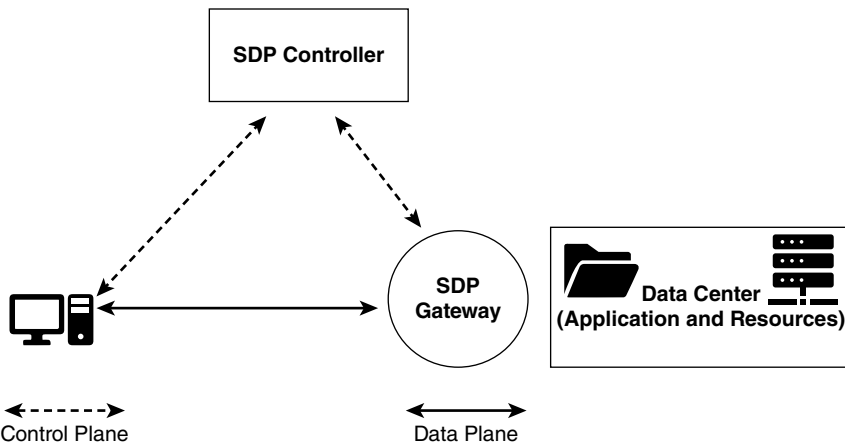 SDP Controller
SDP
Gateway
Data Center
(Application and Resources)
Control Plane
Data Plane